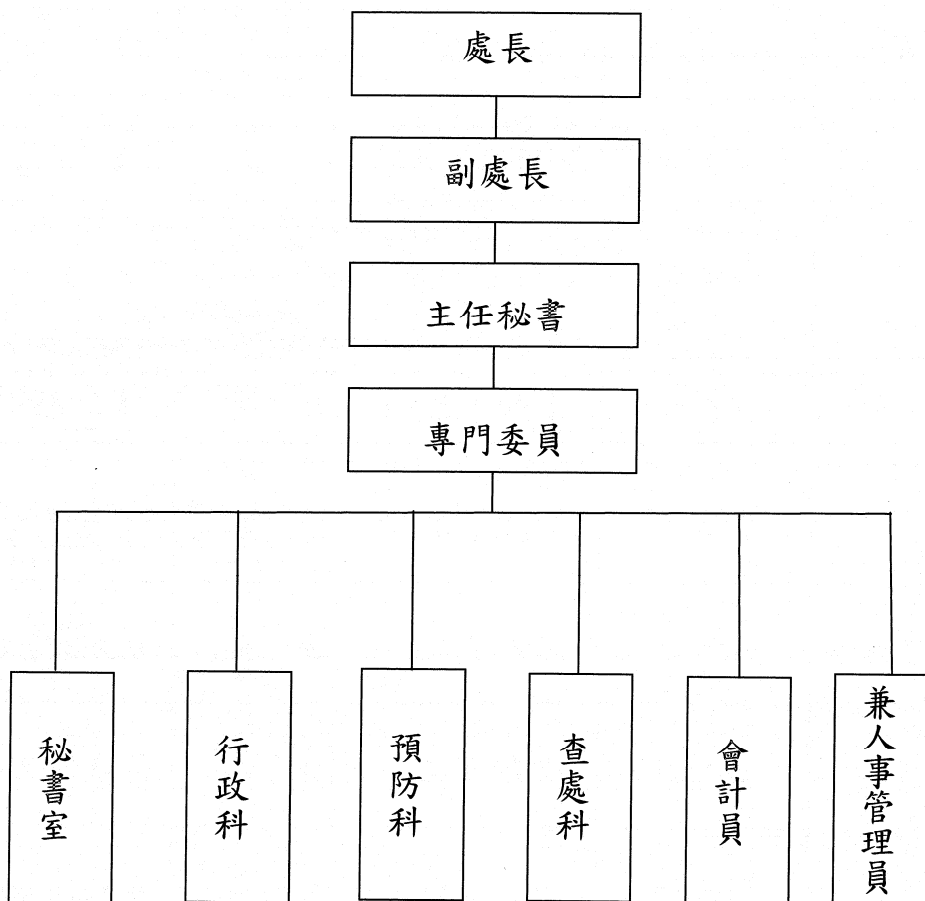 處長
副處長
主任秘書
專門委員
秘書室
行政科
預防科
查處科
會計員
兼人事管理員